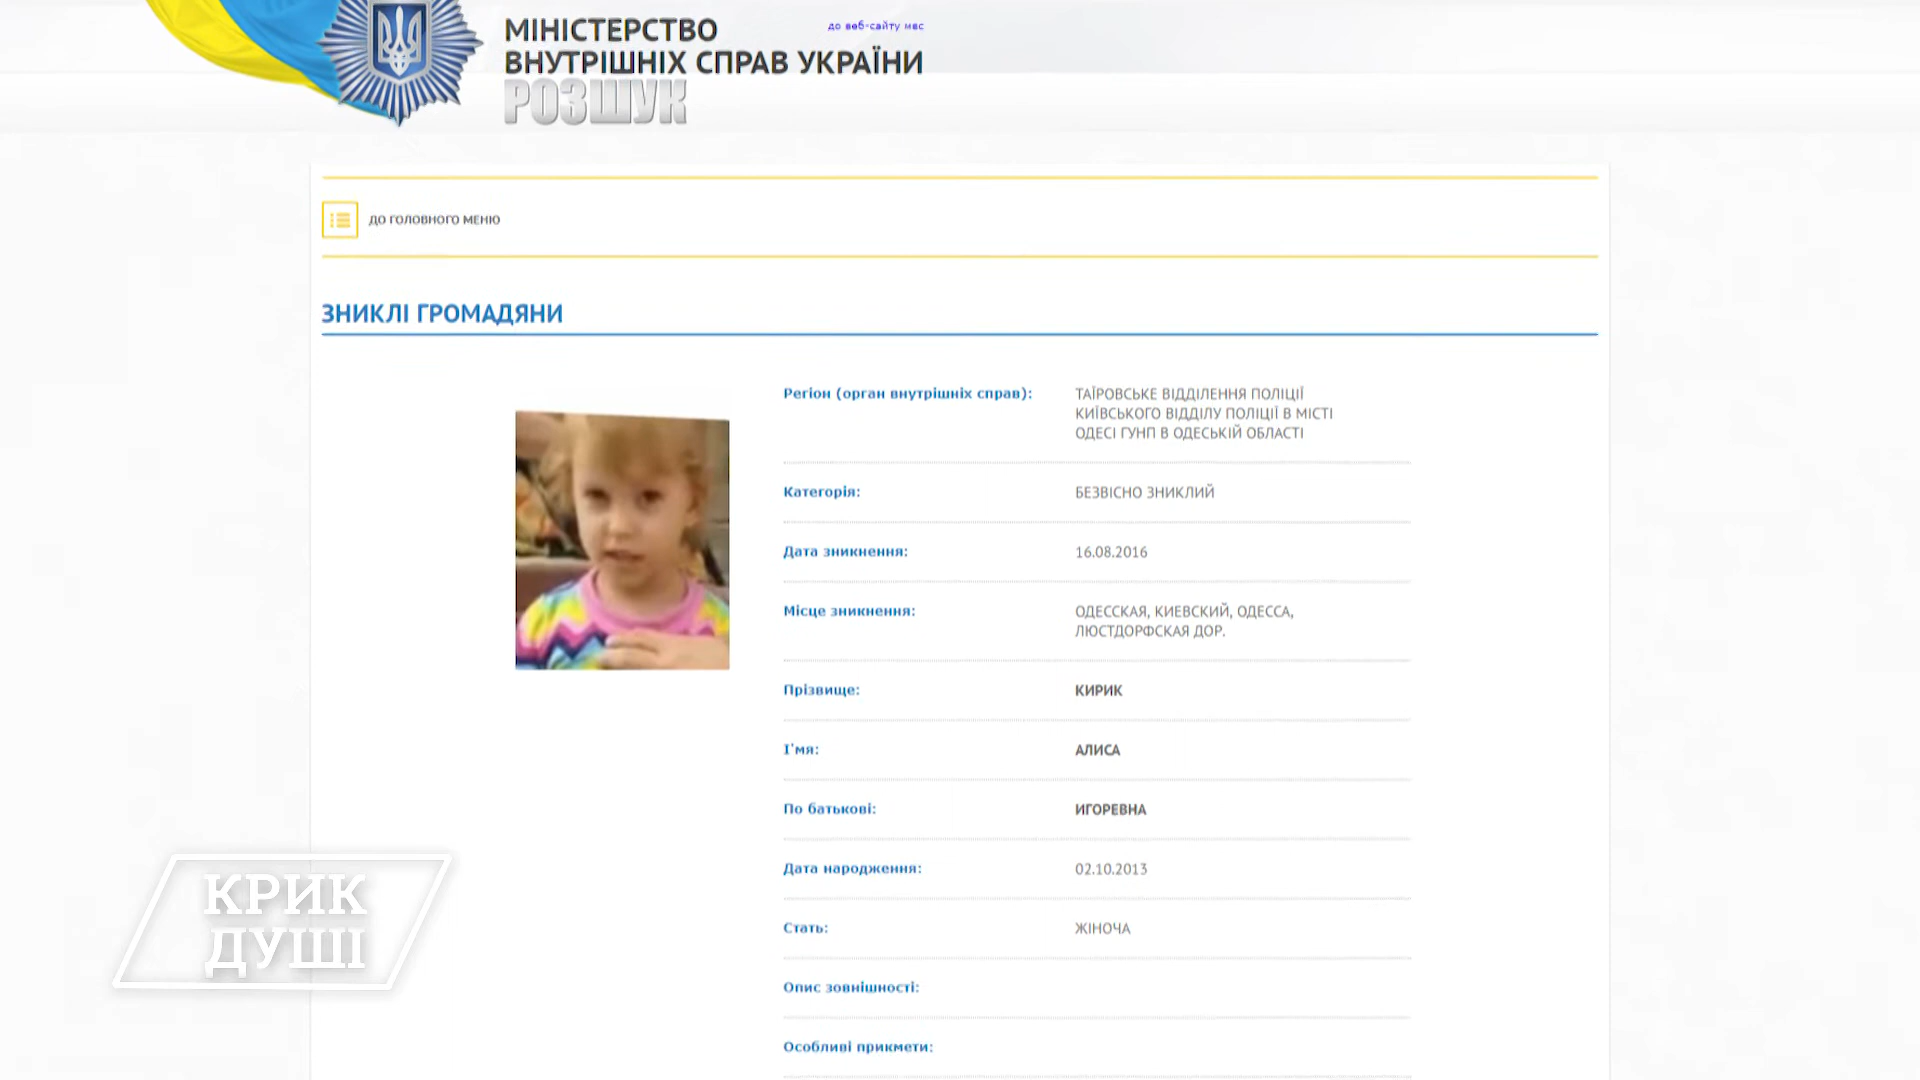 МІНІСТЕРСТВО
до веб-сайту мвс
ВНУТРІШНІХ СПРАВ УКРАЇНИ
РОЗШУК
ДО ГОЛОВНОГО МЕНЮ
ЗНИКЛІ ГРОМАДЯНИ
Регіон (орган внутрішніх справ):
ТАЇРОВСЬКЕ ВІДДІЛЕННЯ ПОЛІЦІЇ
КИЇВСЬКОГО ВІДДІЛУ ПОЛІЦІЇ В МІСТІ
ОДЕСІ ГУНП В ОДЕСЬКІЙ ОБЛАСТІ
Категорія: БЕЗВІСНО ЗНИКЛИЙ
Дата зникнення: 16.08.2016
Місце зникнення: ОДЕССКАЯ, КИЕВСКИЙ, ОДЕССА,
ЛЮСТДОРФСКАЯ ДОР.
Прізвище: КИРИК
І'мя: АЛИСА
По батькові: ИГОРЕВНА
Дата народження: 02.10.2013
Стать: ЖІНОЧА
Опис зовнішності:
Особливі прикмети:
КРИК
ДУШІ